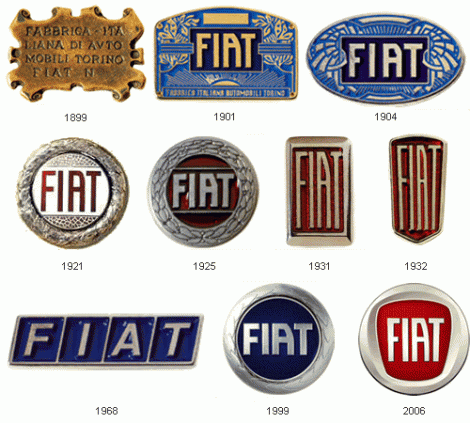 FABBRICA·ITA
LIANA DI AVTO
MOBILI TORINO
FIAT N
FIAT
FABBRICA ITALIANA AUTOMOBILI TORINO
FIAT
1899
1901
1904
FIAT
FIAT
FIAT
FIAT
1921
1925
1931
1932
FIAT
FIAT
FIAT
1968
1999
2006